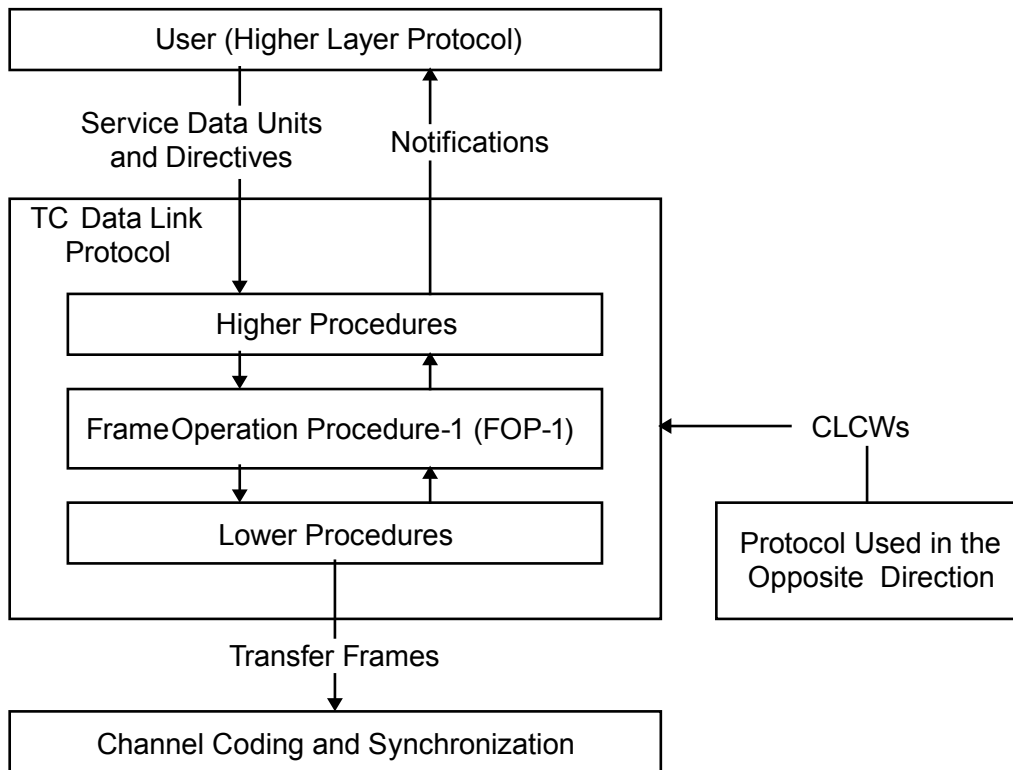 User (Higher Layer Protocol)
Service Data Units
and Directives
Notifications
TC Data Link
Protocol
Higher Procedures
Frame Operation Procedure-1 (FOP-1)
CLCWs
Lower Procedures
Protocol Used in the
Opposite Direction
Transfer Frames
Channel Coding and Synchronization